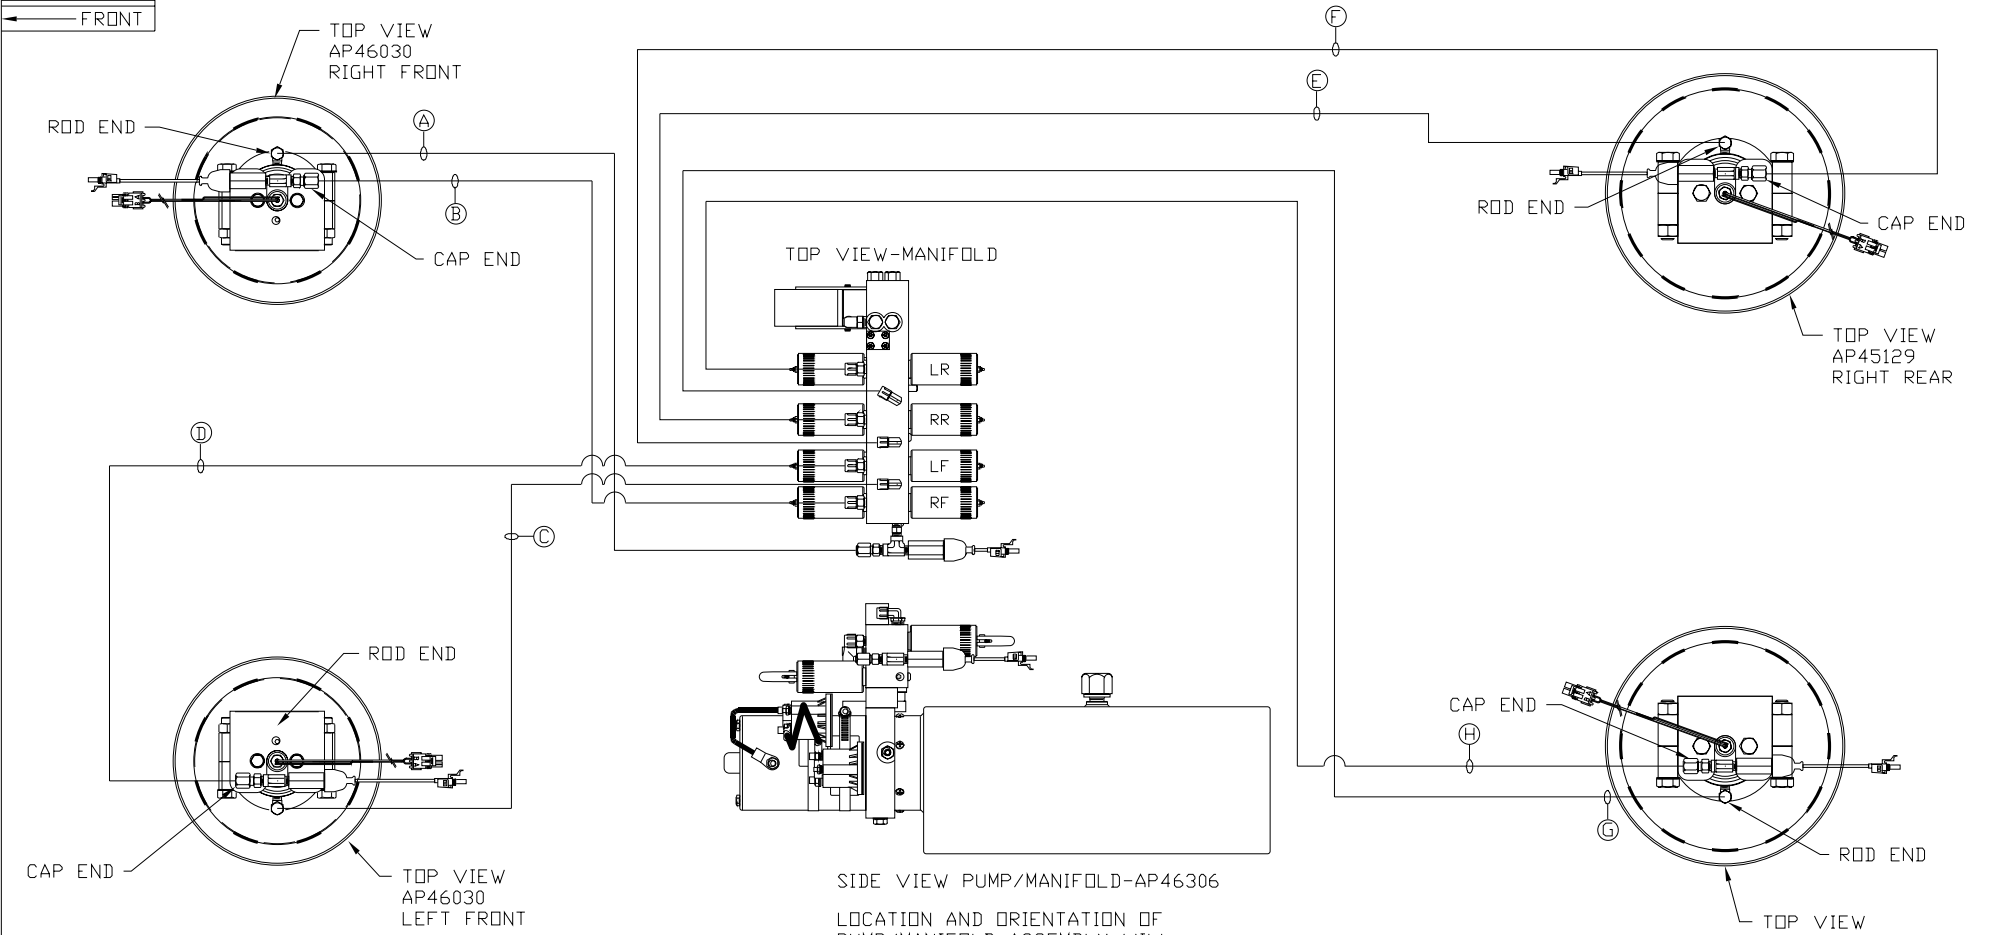 FRONT
TOP VIEW
AP46030
RIGHT FRONT
ROD END
A
B
CAP END
F
E
ROD END
CAP END
TOP VIEW
AP45129
RIGHT REAR
TOP VIEW-MANIFOLD
LR
RR
LF
RF
D
C
ROD END
CAP END
TOP VIEW
AP46030
LEFT FRONT
CAP END
H
G
ROD END
TOP VIEW
SIDE VIEW PUMP/MANIFOLD-AP46306
LOCATION AND ORIENTATION OF